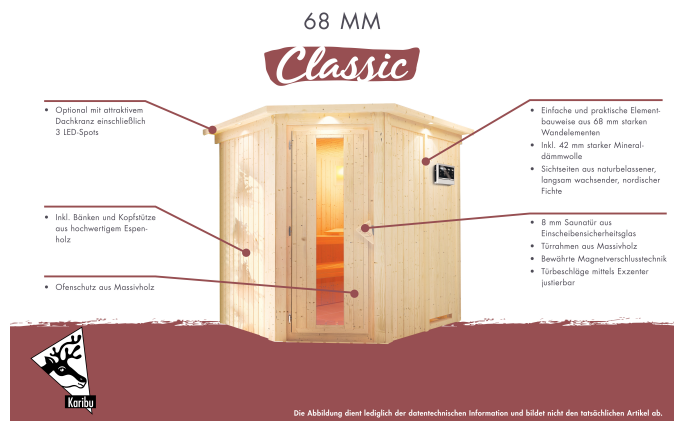 68 MM
Classic
• Optional mit attraktivem
Dachkranz einschließlich
3 LED-Spots
• Inkl. Bänken und Kopfstütze
aus hochwertigem Espen-
holz
• Ofenschutz aus Massivholz
• Einfache und praktische Element-
bauweise aus 68 mm starken
Wandelementen
• Inkl. 42 mm starker Mineral-
dämmwolle
• Sichtseiten aus naturbelassener,
langsam wachsender, nordischer
Fichte
• 8 mm Saunatür aus
Einscheibensicherheitsglas
• Türrahmen aus Massivholz
• Bewährte Magnetverschlusstechnik
• Türbeschläge mittels Exzenter
justierbar
Karibu
Die Abbildung dient lediglich der datentechnischen Information und bildet nicht den tatsächlichen Artikel ab.